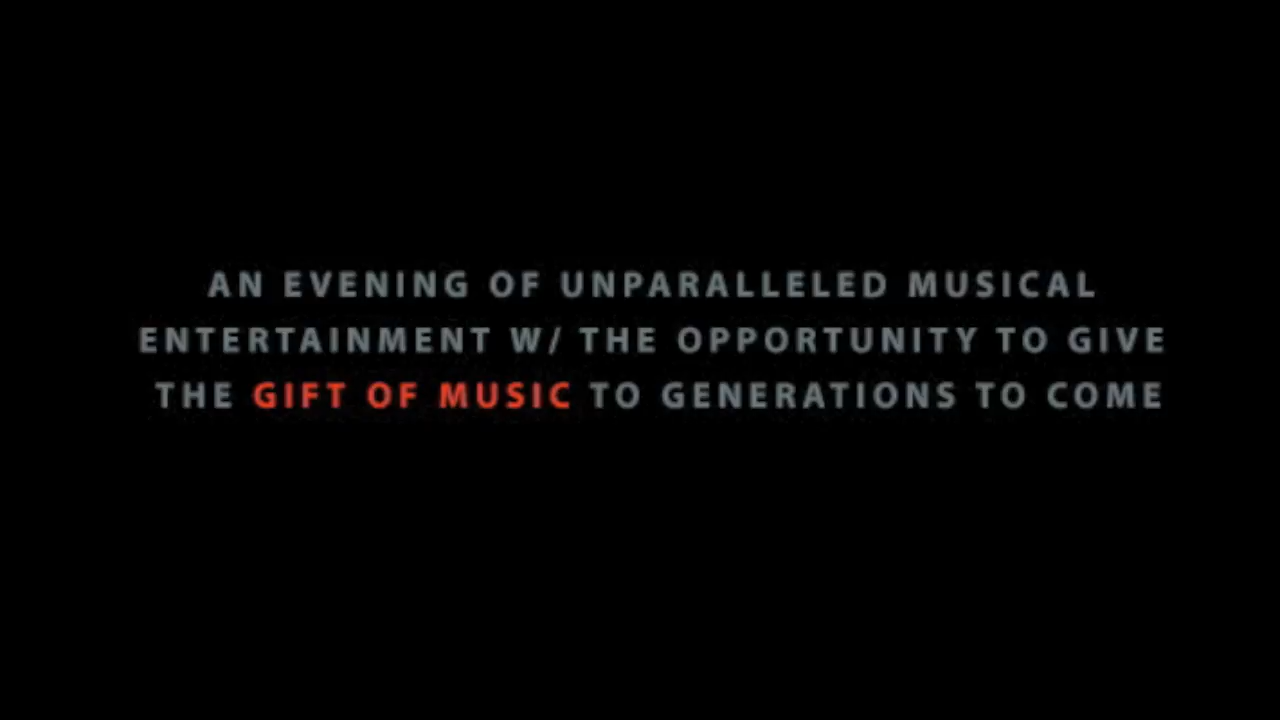 AN EVENING OF UNPARALLELED MUSICAL
ENTERTAINMENT W/ THE OPPORTUNITY TO GIVE
THE GIFT OF MUSIC TO GENERATIONS TO COME